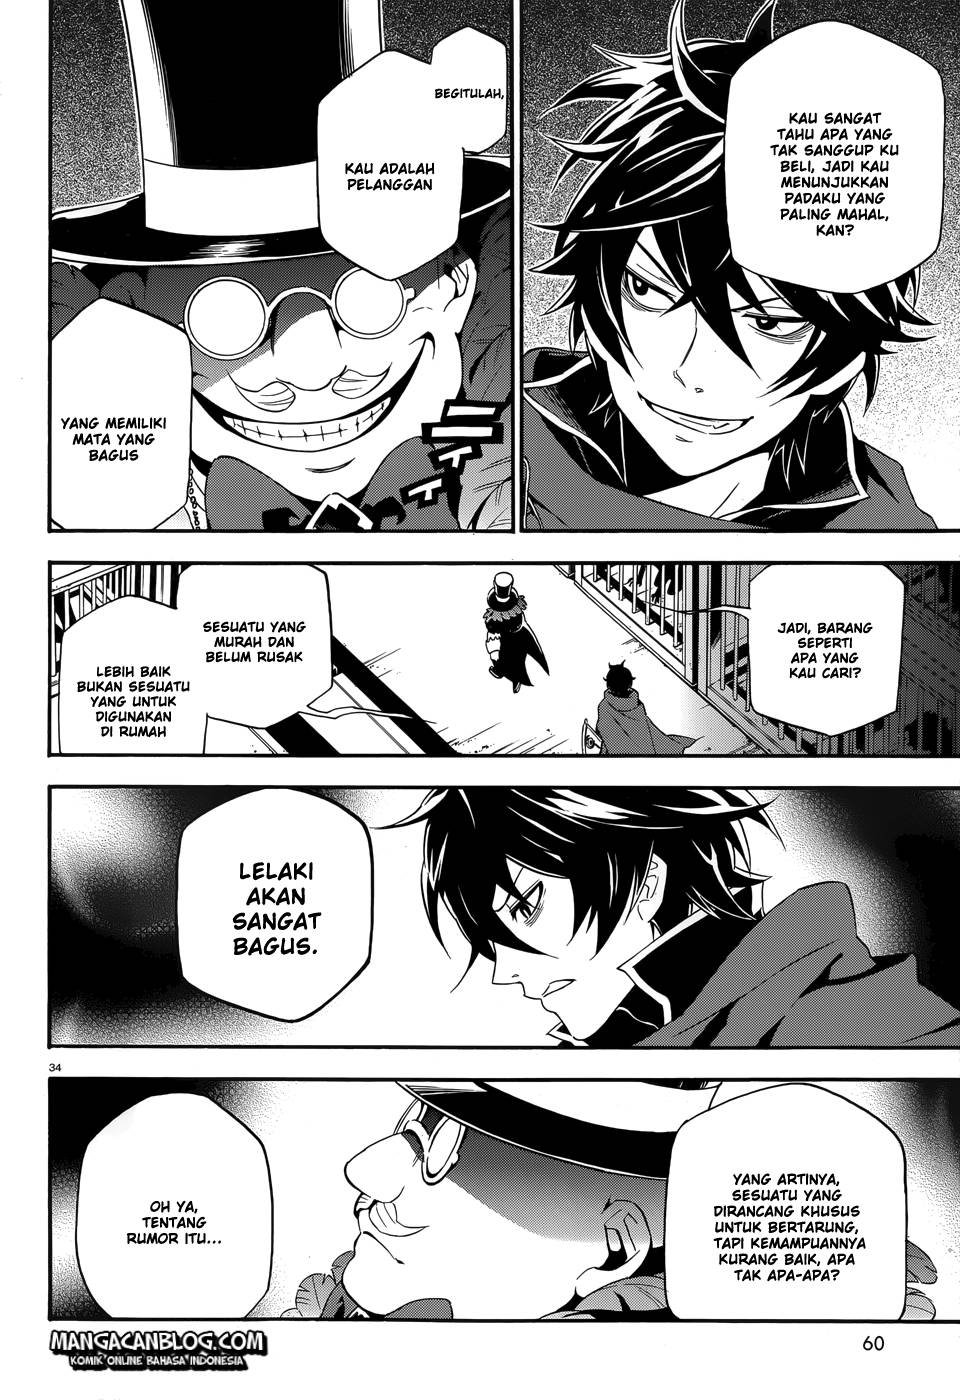 KAU SANGAT
TAHU APA YANG
TAK SANGGUP KU
BELI, JADI KAU
MENUNJUKKAN
PADAKU YANG
PALING MAHAL,
KAN?
BEGITULAH,
KAU ADALAH
PELANGGAN
YANG MEMILIKI
MATA YANG
BAGUS
JADI, BARANG
SEPERTI
APA YANG
KAU CARI?
SESUATU YANG
MURAH DAN
BELUM RUSAK
LEBIH BAIK
BUKAN SESUATU
YANG UNTUK
DIGUNAKAN
DI RUMAH
LELAKI
AKAN
SANGAT
BAGUS.
34
YANG ARTINYA,
SESUATU YANG
DIRANCANG KHUSUS
UNTUK BERTARUNG,
TAPI KEMAMPUANNYA
KURANG BAIK, APA
TAK APA-APA?
OH YA,
TENTANG
RUMOR ITU...
MANGACANBLOG.COM
KOMIK ONLINE BAHASA INDONESIA
60